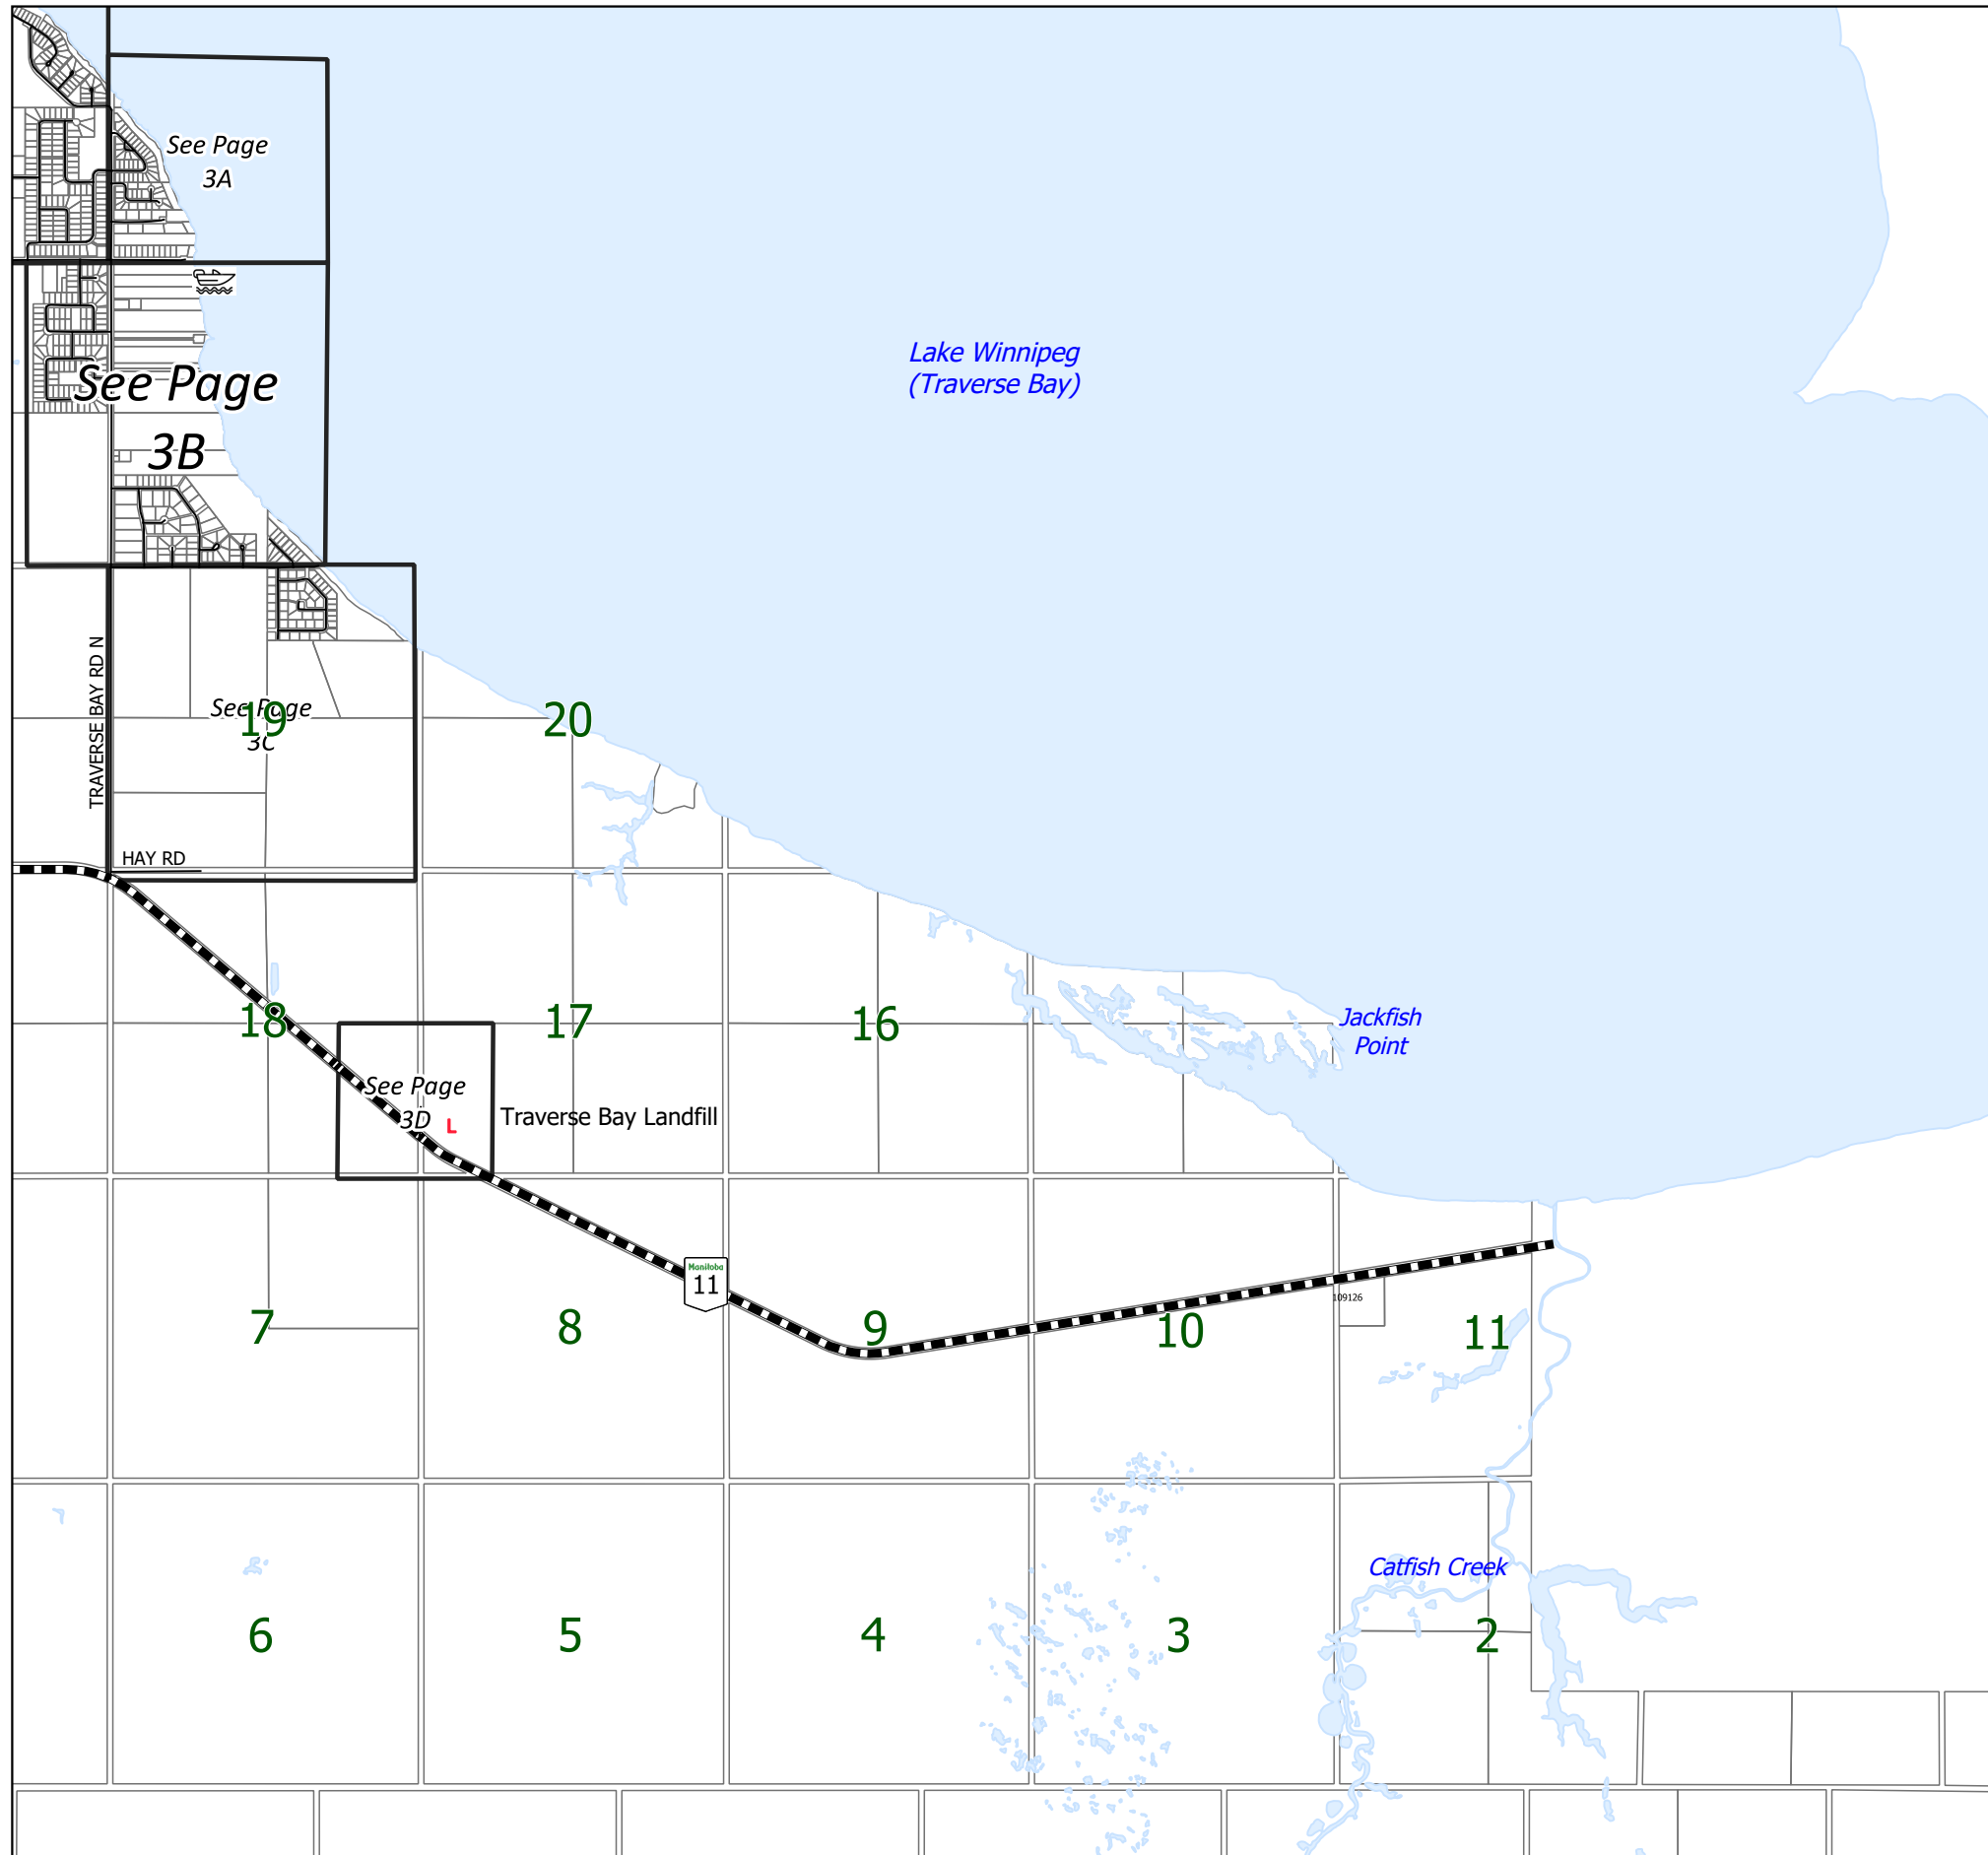 See Page
3A
Lake Winnipeg
(Traverse Bay)
See Page
3B
TRAVERSE BAY RD N
See Page
3C
19
20
HAY RD
18
17
16
Jackfish
Point
See Page
3D
L
Traverse Bay Landfill
Manitoba
11
109126
7
8
9
10
11
Catfish Creek
6
5
4
3
2